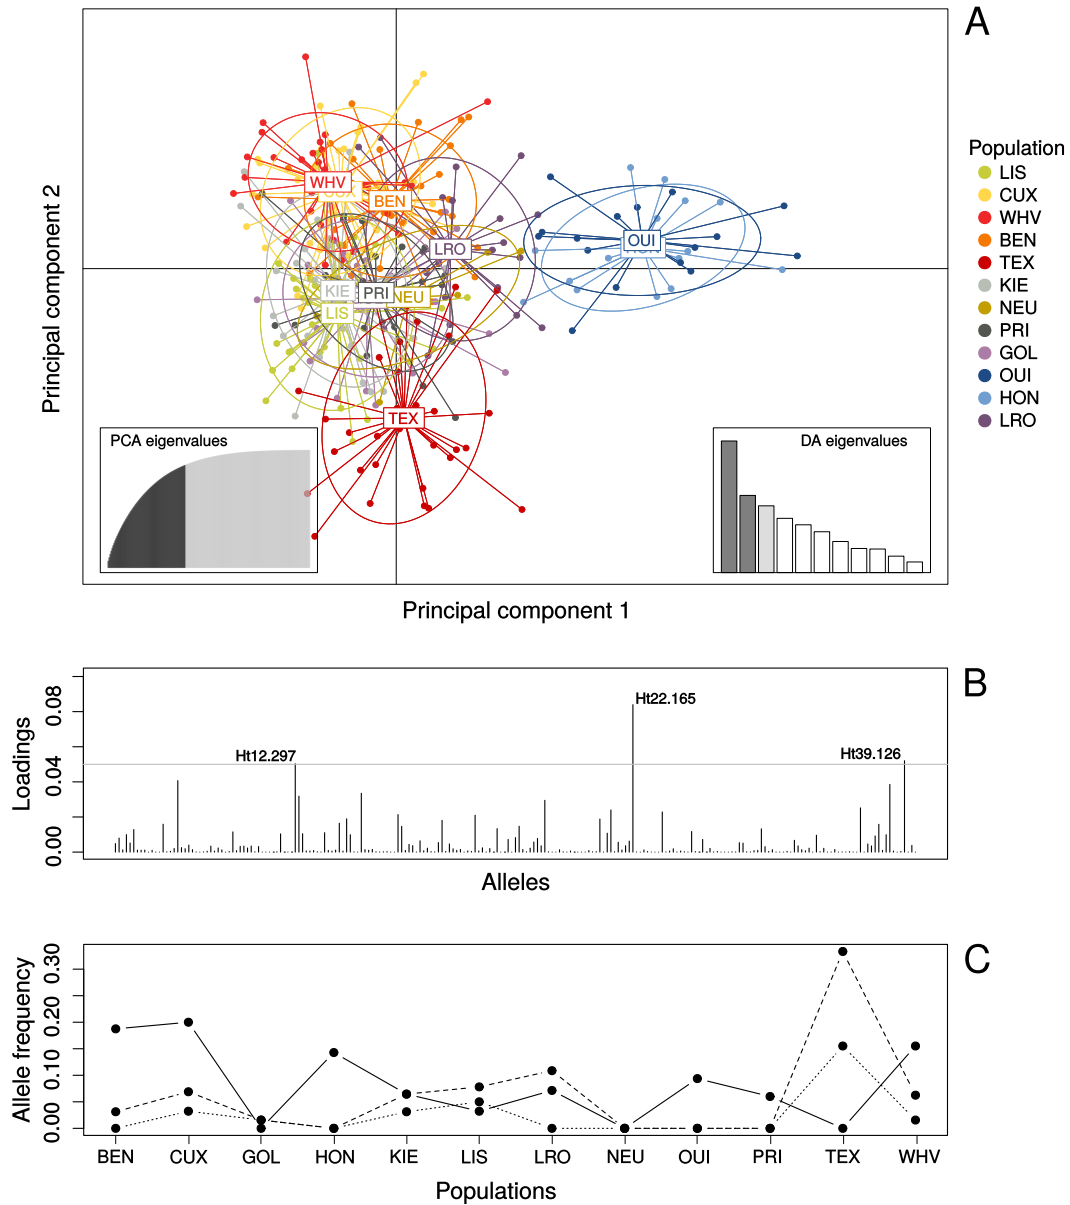 A
Population
LIS
CUX
WHV
BEN
TEX
KIE
NEU
PRI
GOL
OUI
HON
LRO
Principal component 2
WHV
CUX
BEN
LRO
OUI
KIE
PRI
NEU
LIS
TEX
PCA eigenvalues
DA eigenvalues
Principal component 1
B
Loadings
0.08
0.04
0.00
Ht12.297
Ht22.165
Ht39.126
Alleles
C
Allele frequency
0.30
0.20
0.10
0.00
BEN CUX GOL HON KIE LIS LRO NEU OUI PRI TEX WHV
Populations